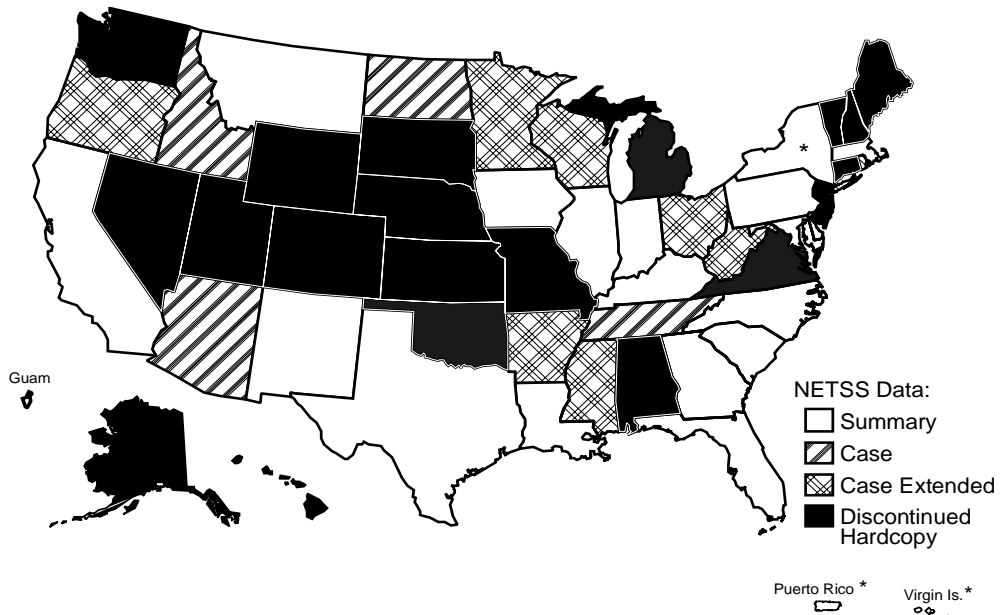 *
Guam
NETSS Data:
Summary
Case
Case Extended
Discontinued
Hardcopy
Puerto Rico *
Virgin Is.*